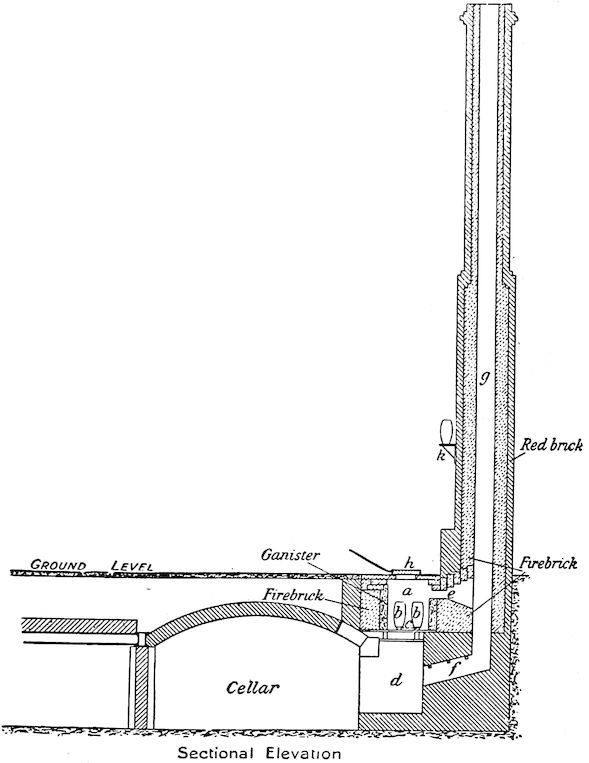 g
Red brick
k
GROUND LEVEL
Ganister
h
Firebrick
a
e
Firebrick
b b
c
d
f
Cellar
Sectional Elevation